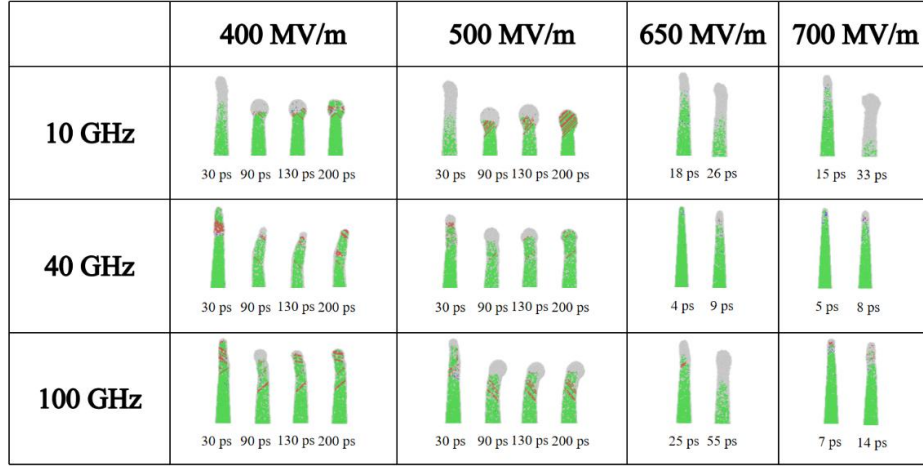 400 MV/m 500 MV/m 650 MV/m 700 MV/m
10 GHz
30 ps 90 ps 130 ps 200 ps 30 ps 90 ps 130 ps 200 ps 18 ps 26 ps 15 ps 33 ps
40 GHz
30 ps 90 ps 130 ps 200 ps 30 ps 90 ps 130 ps 200 ps 4 ps 9 ps 5 ps 8 ps
100 GHz
30 ps 90 ps 130 ps 200 ps 30 ps 90 ps 130 ps 200 ps 25 ps 55 ps 7 ps 14 ps